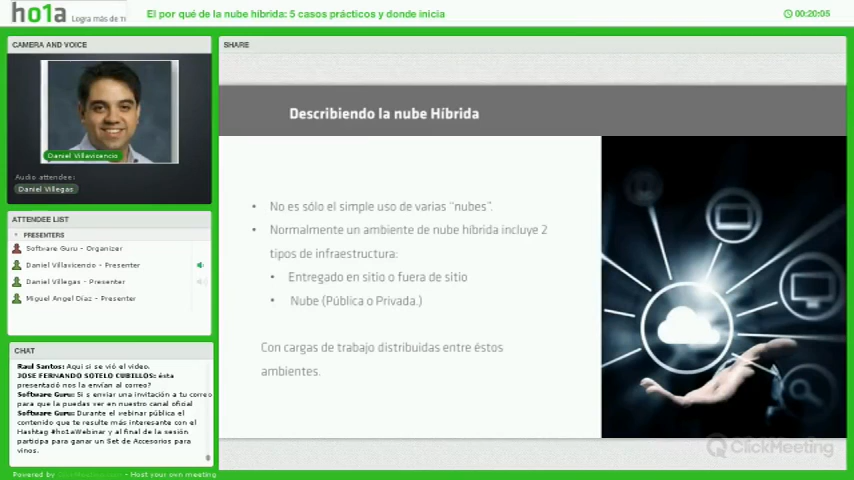 ho1a Logra más de TI
El por qué de la nube híbrida: 5 casos prácticos y donde inicia
00:20:05
CAMERA AND VOICE
Daniel Villavicencio
Audio attendee:
Daniel Villegas
ATTENDEE LIST
PRESENTERS
Software Guru - Organizer
Daniel Villavicencio - Presenter
Daniel Villegas - Presenter
Miguel Angel Diaz - Presenter
CHAT
Raul Santos: Aqui si se vió el video.
JOSE FERNANDO SOTELO CUBILLOS: ésta
presentació nos la envían al correo?
Software Guru: Si s enviar una invitación a tu correo
para que la puedas ver en nuestro canal oficial
Software Guru: Durante el webinar pública el
contenido que te resulte más interesante con el
Hashtag #ho1aWebinar y al final de la sesión
participa para ganar un Set de Accesorios para
vinos.
Powered by ClickMeeting.com - Host your own meeting
SHARE
Describiendo la nube Híbrida
• No es sólo el simple uso de varias "nubes".
• Normalmente un ambiente de nube híbrida incluye 2
tipos de infraestructura:
• Entregado en sitio o fuera de sitio
• Nube (Pública o Privada.)
Con cargas de trabajo distribuidas entre éstos
ambientes.
ClickMeeting